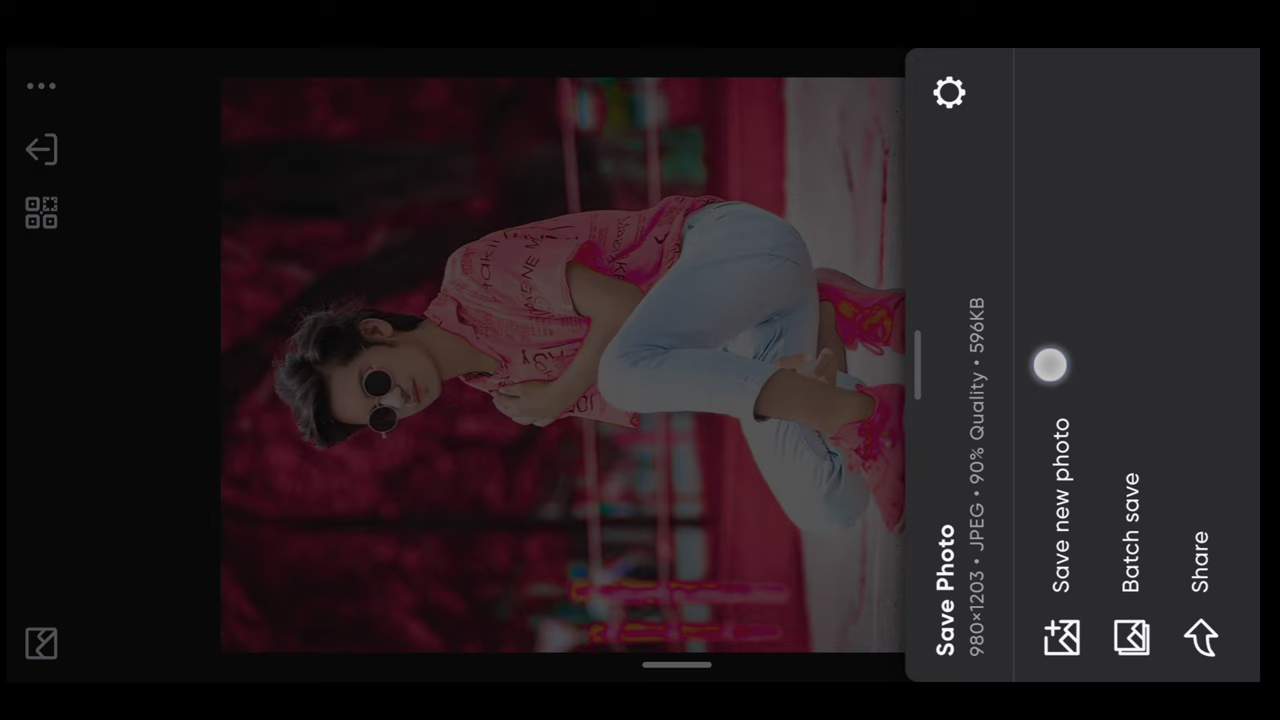 Save Photo
980×1203 • JPEG • 90% Quality • 596KB
Save new photo
Batch save
Share